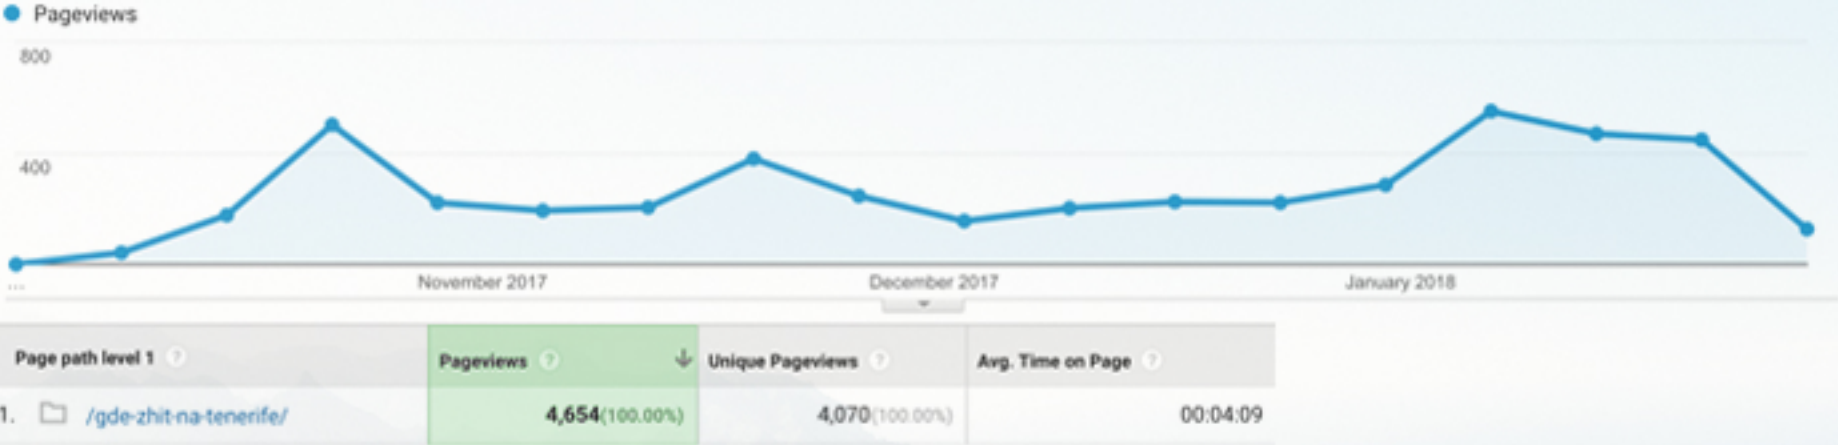 Pageviews
800
400
...
November 2017 December 2017 January 2018
Page path level 1 ? Pageviews ? Unique Pageviews ? Avg. Time on Page ?
1. /gde-zhit-na-tenerife/ 4,654(100.00%) 4,070(100.00%) 00:04:09